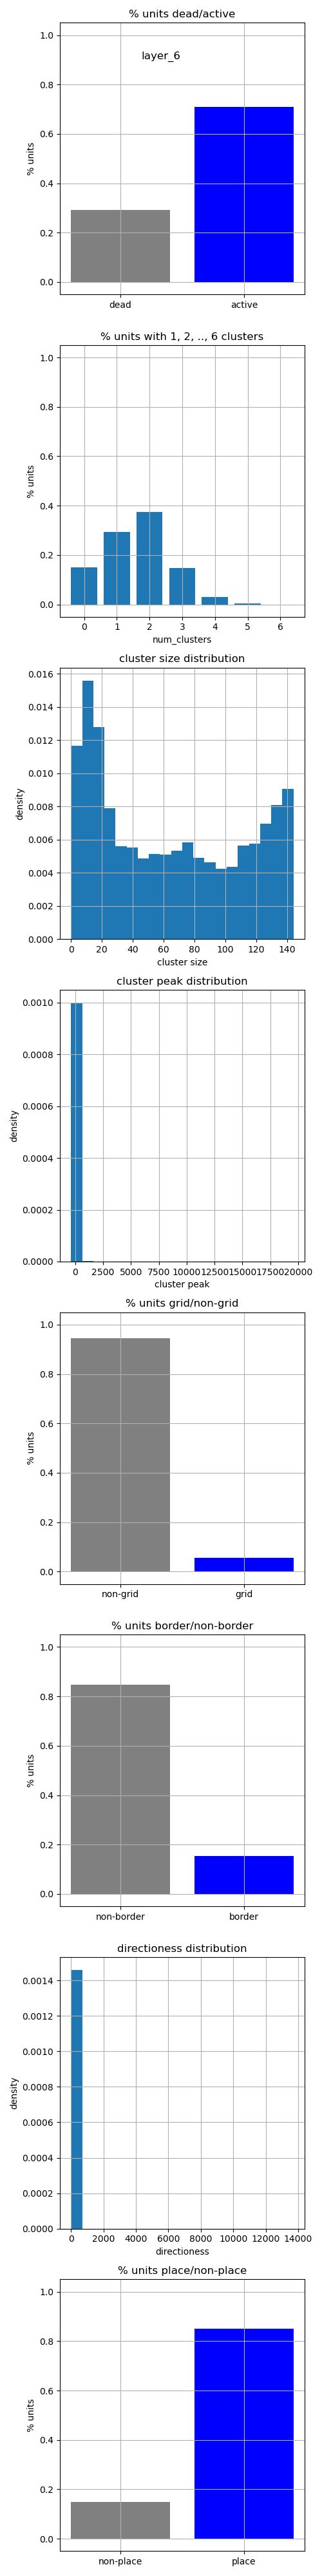 % units dead/active
layer_6
1.0
0.8
0.6
0.4
0.2
0.0
% units
dead active
% units with 1, 2, .., 6 clusters
1.0
0.8
0.6
0.4
0.2
0.0
% units
0 1 2 3 4 5 6
num_clusters
cluster size distribution
0.016
0.014
0.012
0.010
0.008
0.006
0.004
0.002
0.000
density
0 20 40 60 80 100 120 140
cluster size
cluster peak distribution
0.0010
0.0008
0.0006
0.0004
0.0002
0.0000
density
0 2500 5000 7500 10000 12500 15000 17500 20000
cluster peak
% units grid/non-grid
1.0
0.8
0.6
0.4
0.2
0.0
% units
non-grid grid
% units border/non-border
1.0
0.8
0.6
0.4
0.2
0.0
% units
non-border border
directioness distribution
0.0014
0.0012
0.0010
0.0008
0.0006
0.0004
0.0002
0.0000
density
0 2000 4000 6000 8000 10000 12000 14000
directioness
% units place/non-place
1.0
0.8
0.6
0.4
0.2
0.0
% units
non-place place